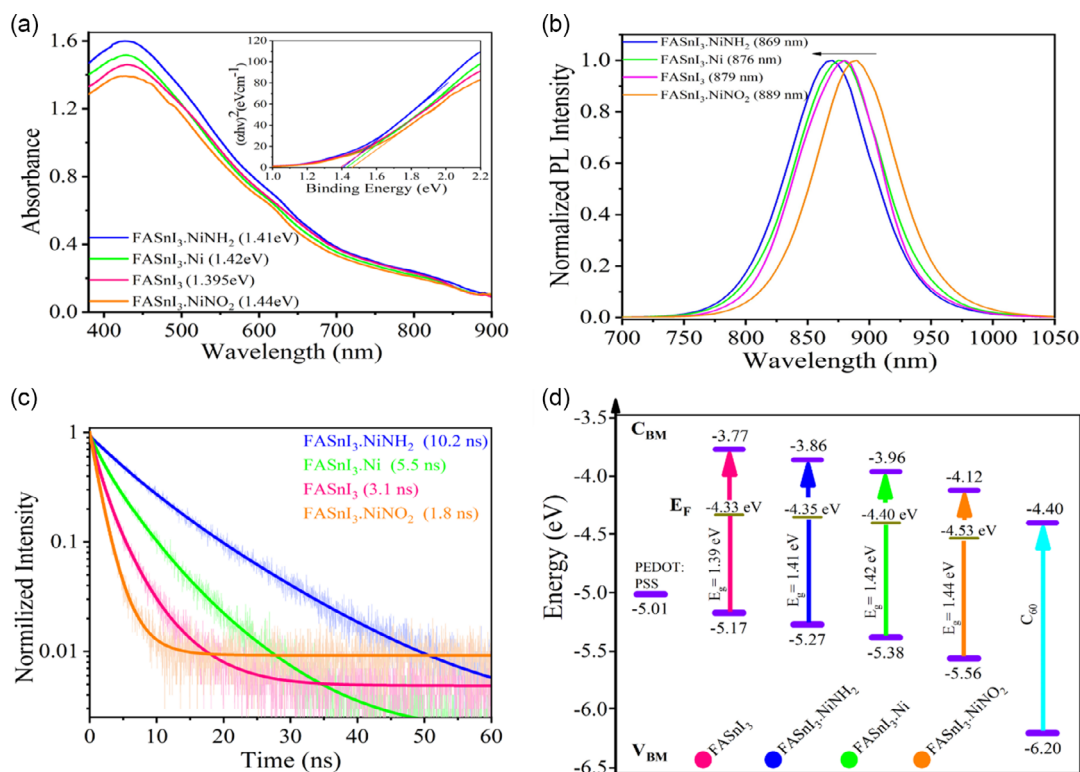 (a)
Absorbance
1.6
1.2
0.8
0.4
0.0
400 500 600 700 800 900
Wavelength (nm)
FASnI₃.NiNH₂ (1.41eV)
FASnI₃.Ni (1.42eV)
FASnI₃ (1.395eV)
FASnI₃.NiNO₂ (1.44eV)
(αhν)²(eVcm⁻¹)
120
100
80
60
40
20
0
1.0 1.2 1.4 1.6 1.8 2.0 2.2
Binding Energy (eV)
(b)
Normalized PL Intensity
1.0
0.8
0.6
0.4
0.2
0.0
700 750 800 850 900 950 1000 1050
Wavelength (nm)
FASnI₃.NiNH₂ (869 nm)
FASnI₃.Ni (876 nm)
FASnI₃ (879 nm)
FASnI₃.NiNO₂ (889 nm)
(c)
Normilized Intensity
1
0.1
0.01
0 10 20 30 40 50 60
Time (ns)
FASnI₃.NiNH₂ (10.2 ns)
FASnI₃.Ni (5.5 ns)
FASnI₃ (3.1 ns)
FASnI₃.NiNO₂ (1.8 ns)
(d)
Energy (eV)
-3.5
-4.0
-4.5
-5.0
-5.5
-6.0
-6.5
C_BM
E_F
V_BM
PEDOT:
PSS
-5.01
-3.77
-4.33 eV
E_g = 1.39 eV
-5.17
-3.86
-4.35 eV
E_g = 1.41 eV
-5.27
-3.96
-4.40 eV
E_g = 1.42 eV
-5.38
-4.12
-4.53 eV
E_g = 1.44 eV
-5.56
-4.40
C₆₀
-6.20
FASnI₃
FASnI₃.NiNH₂
FASnI₃.Ni
FASnI₃.NiNO₂